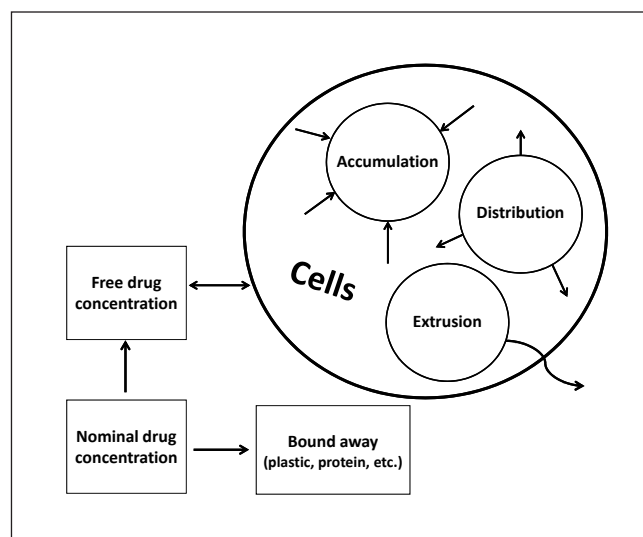 Accumulation
Distribution
Cells
Free drug
concentration
Extrusion
Nominal drug
concentration
Bound away
(plastic, protein, etc.)